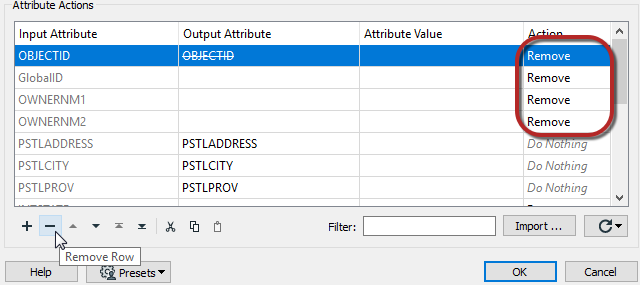 Attribute Actions
Input Attribute Output Attribute Attribute Value Action
OBJECTID OBJECTID Remove
GlobalID Remove
OWNERNM1 Remove
OWNERNM2 Remove
PSTLADDRESS PSTLADDRESS Do Nothing
PSTLCITY PSTLCITY Do Nothing
PSTLPROV PSTLPROV Do Nothing
Filter: Import ...
Remove Row
Help Presets OK Cancel